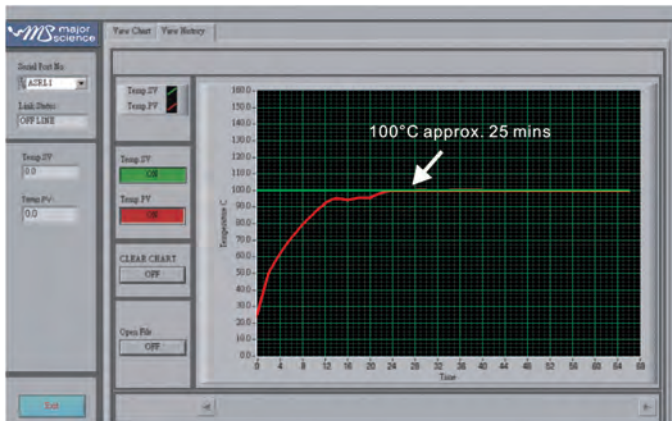 MS major science
View Chart View History
Serial Port No.
ASRL1
Link Status
OFF LINE
Temp.SV
0.0
Temp.PV
0.0
Exit
Temp.SV
Temp.PV
Temp.SV
ON
Temp.PV
ON
CLEAR CHART
OFF
Open File
OFF
100°C approx. 25 mins
Temperature C
160.0
150.0
140.0
130.0
120.0
110.0
100.0
90.0
80.0
70.0
60.0
50.0
40.0
30.0
20.0
10.0
0.0
0 4 8 12 16 20 24 28 32 36 40 44 48 52 56 60 64 68
Time